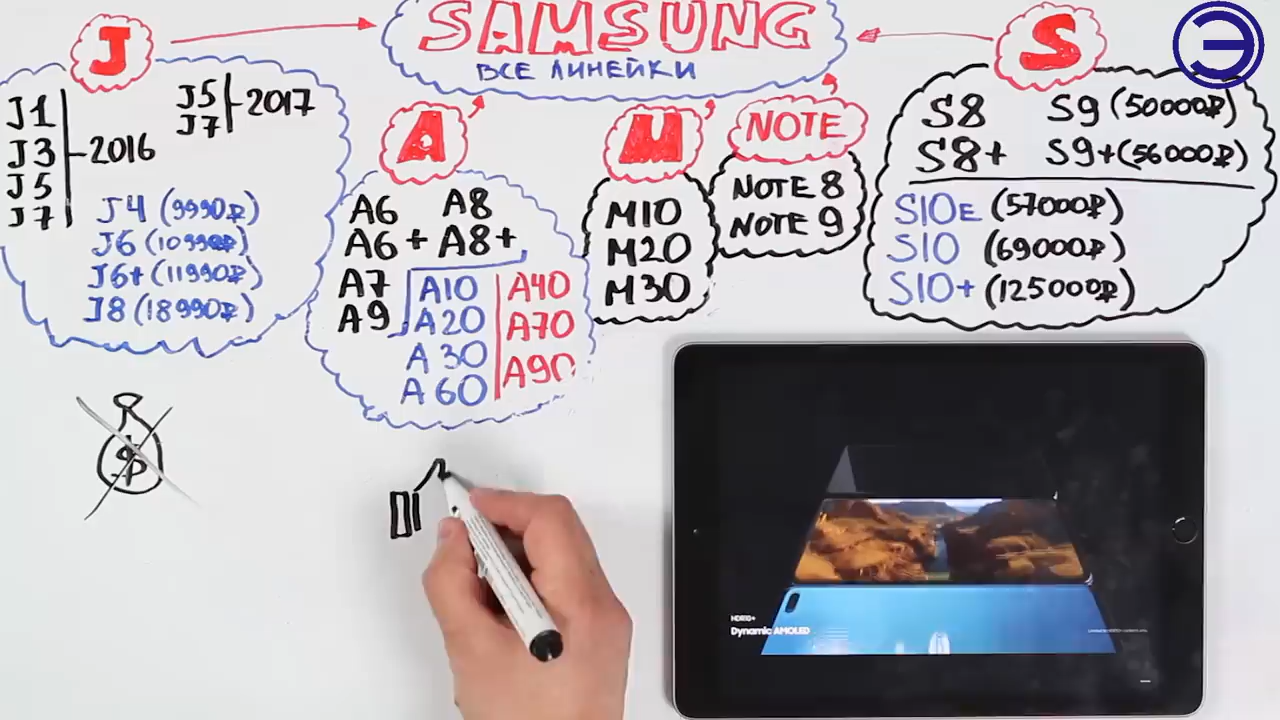 SAMSUNG
ВСЕ ЛИНЕЙКИ
J
J1
J3
J5
J7
2016
J5
J7
2017
J4 (9990₽)
J6 (10990₽)
J6+ (11990₽)
J8 (18990₽)
A
A6 A8
A6+ A8+
A7
A9
A10
A20
A30
A60
A40
A70
A90
M
M10
M20
M30
NOTE
NOTE 8
NOTE 9
S
S8 S9 (50000₽)
S8+ S9+ (56000₽)
S10E (57000₽)
S10 (69000₽)
S10+ (125000₽)
$
Э
HDR10+
Dynamic AMOLED